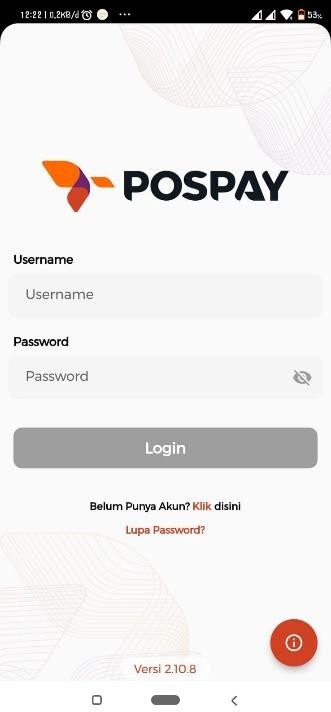 12:22 | 0,2KB/d
53%
POSPAY
Username
Username
Password
Password
Login
Belum Punya Akun? Klik disini
Lupa Password?
Versi 2.10.8